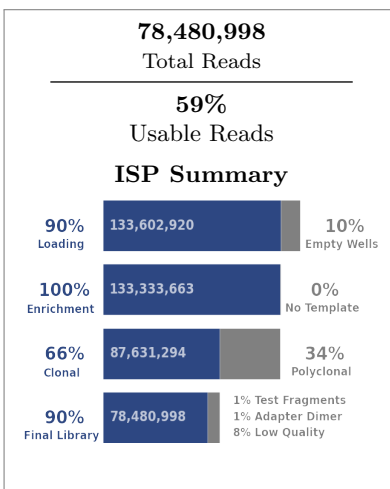 78,480,998
Total Reads
59%
Usable Reads
ISP Summary
90% 133,602,920 10%
Loading Empty Wells
100% 133,333,663 0%
Enrichment No Template
66% 87,631,294 34%
Clonal Polyclonal
90% 78,480,998 1% Test Fragments
1% Adapter Dimer
Final Library 8% Low Quality